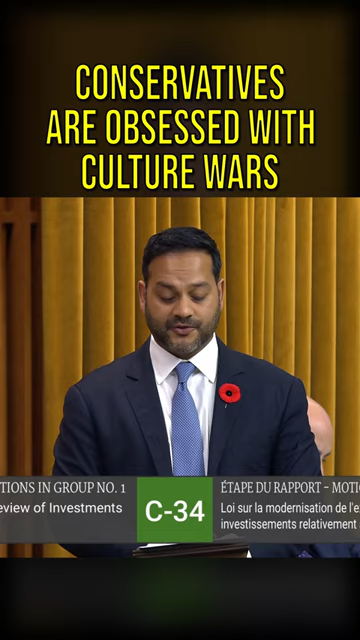 CONSERVATIVES
ARE OBSESSED WITH
CULTURE WARS
TIONS IN GROUP NO. 1
eview of Investments
C-34
ÉTAPE DU RAPPORT – MOTIO
Loi sur la modernisation de l'e
investissements relativement